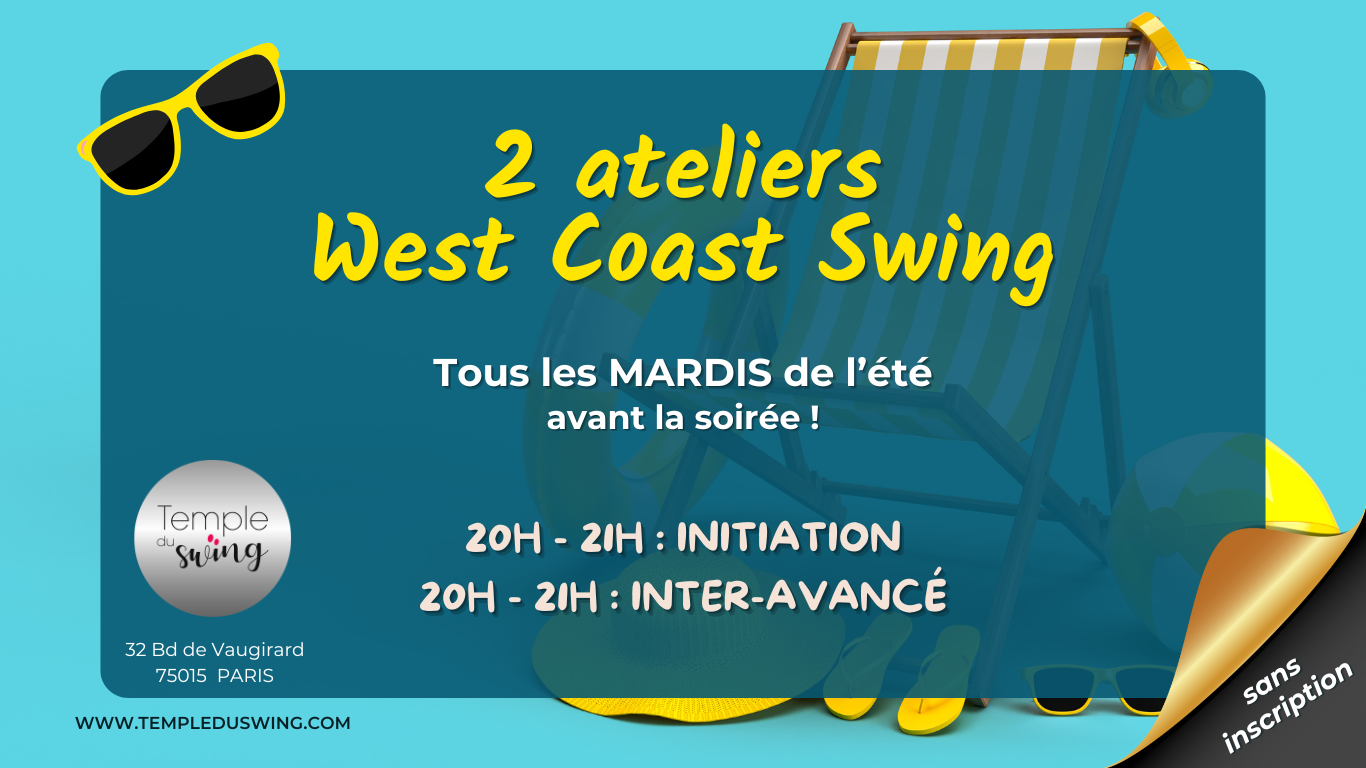 2 ateliers
West Coast Swing
Tous les MARDIS de l'été
avant la soirée !
20H - 21H : INITIATION
20H - 21H : INTER-AVANCÉ
Temple
du swing
32 Bd de Vaugirard
75015 PARIS
WWW.TEMPLEDUSWING.COM
sans
inscription